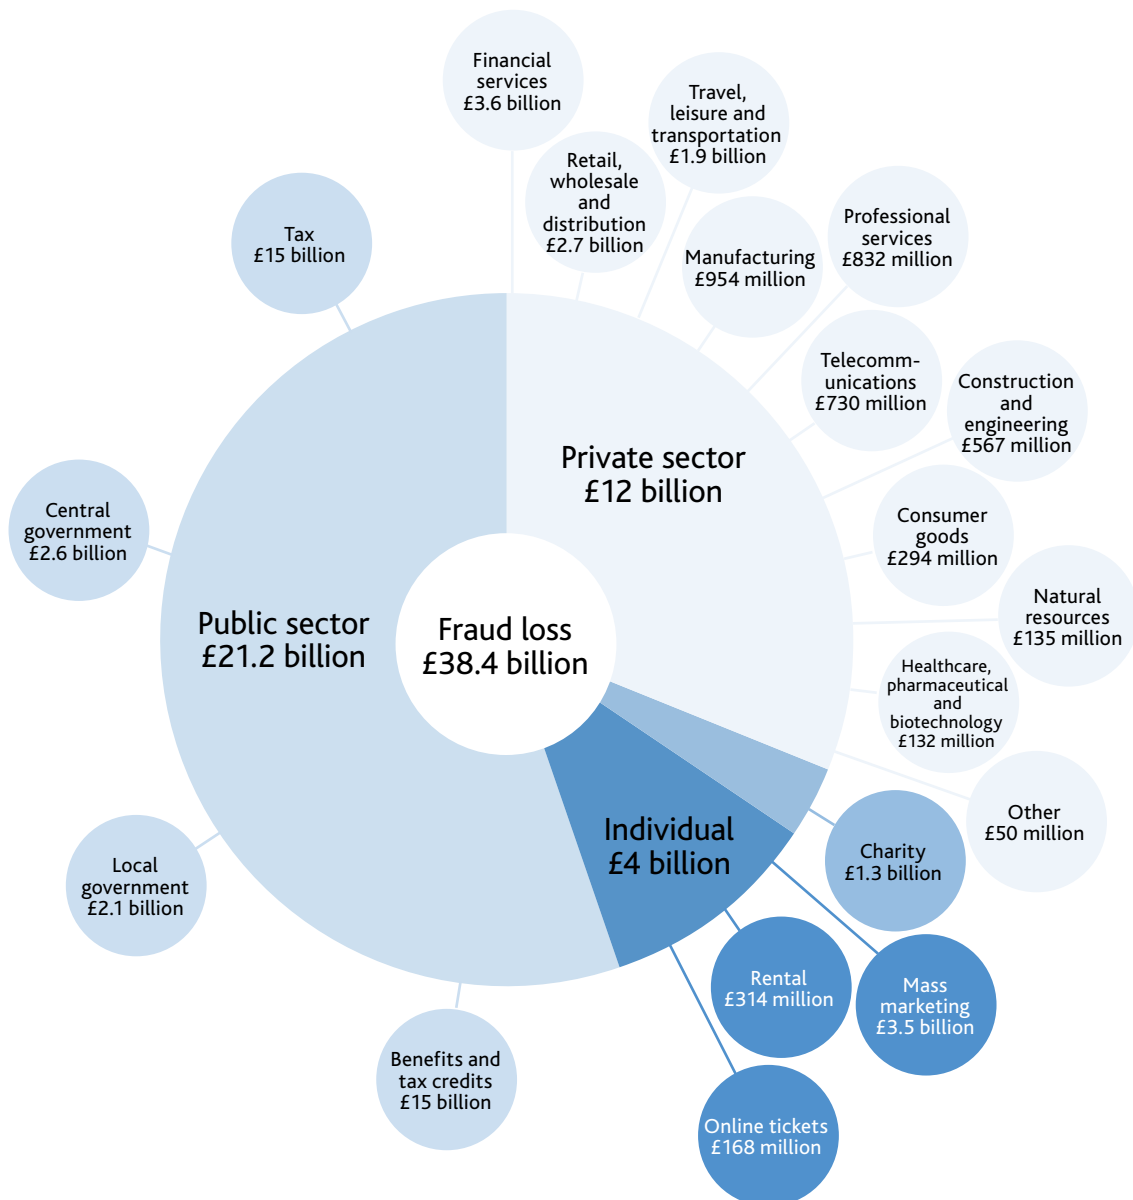 Financial
services
£3.6 billion
Travel,
leisure and
transportation
£1.9 billion
Retail,
wholesale
and
distribution
£2.7 billion
Tax
£15 billion
Manufacturing
£954 million
Professional
services
£832 million
Telecomm-
unications
£730 million
Construction
and
engineering
£567 million
Private sector
£12 billion
Central
government
£2.6 billion
Consumer
goods
£294 million
Natural
resources
£135 million
Public sector
£21.2 billion
Fraud loss
£38.4 billion
Healthcare,
pharmaceutical
and
biotechnology
£132 million
Other
£50 million
Individual
£4 billion
Charity
£1.3 billion
Local
government
£2.1 billion
Rental
£314 million
Mass
marketing
£3.5 billion
Benefits and
tax credits
£15 billion
Online tickets
£168 million